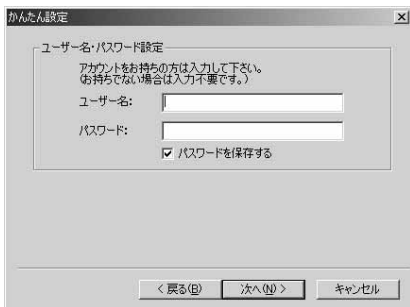 かんたん設定
ユーザー名・パスワード設定
アカウントをお持ちの方は入力して下さい。
(お持ちでない場合は入力不要です。)
ユーザー名:
パスワード:
パスワードを保存する
< 戻る(B) 次へ(N) > キャンセル